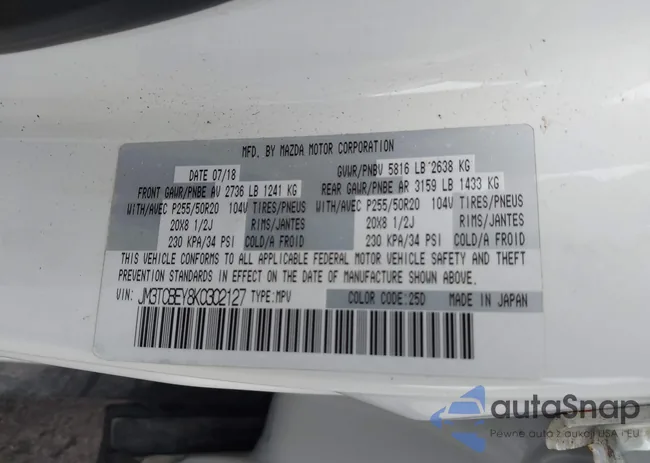 MFD. BY MAZDA MOTOR CORPORATION
DATE 07/18 GVWR/PNBV 5816 LB 2638 KG
FRONT GAWR/PNBE AV 2736 LB 1241 KG REAR GAWR/PNBE AR 3159 LB 1433 KG
WITH/AVEC P255/50R20 104V TIRES/PNEUS WITH/AVEC P255/50R20 104V TIRES/PNEUS
20X8 1/2J RIMS/JANTES 20X8 1/2J RIMS/JANTES
230 KPA/34 PSI COLD/A FROID 230 KPA/34 PSI COLD/A FROID
THIS VEHICLE CONFORMS TO ALL APPLICABLE FEDERAL MOTOR VEHICLE SAFETY AND THEFT
PREVENTION STANDARDS IN EFFECT ON THE DATE OF MANUFACTURE SHOWN ABOVE.
VIN: JM3TCBEY8K0302127 TYPE:MPV COLOR CODE:25D MADE IN JAPAN
autoSnap
Pewne auto z aukcji USA i EU